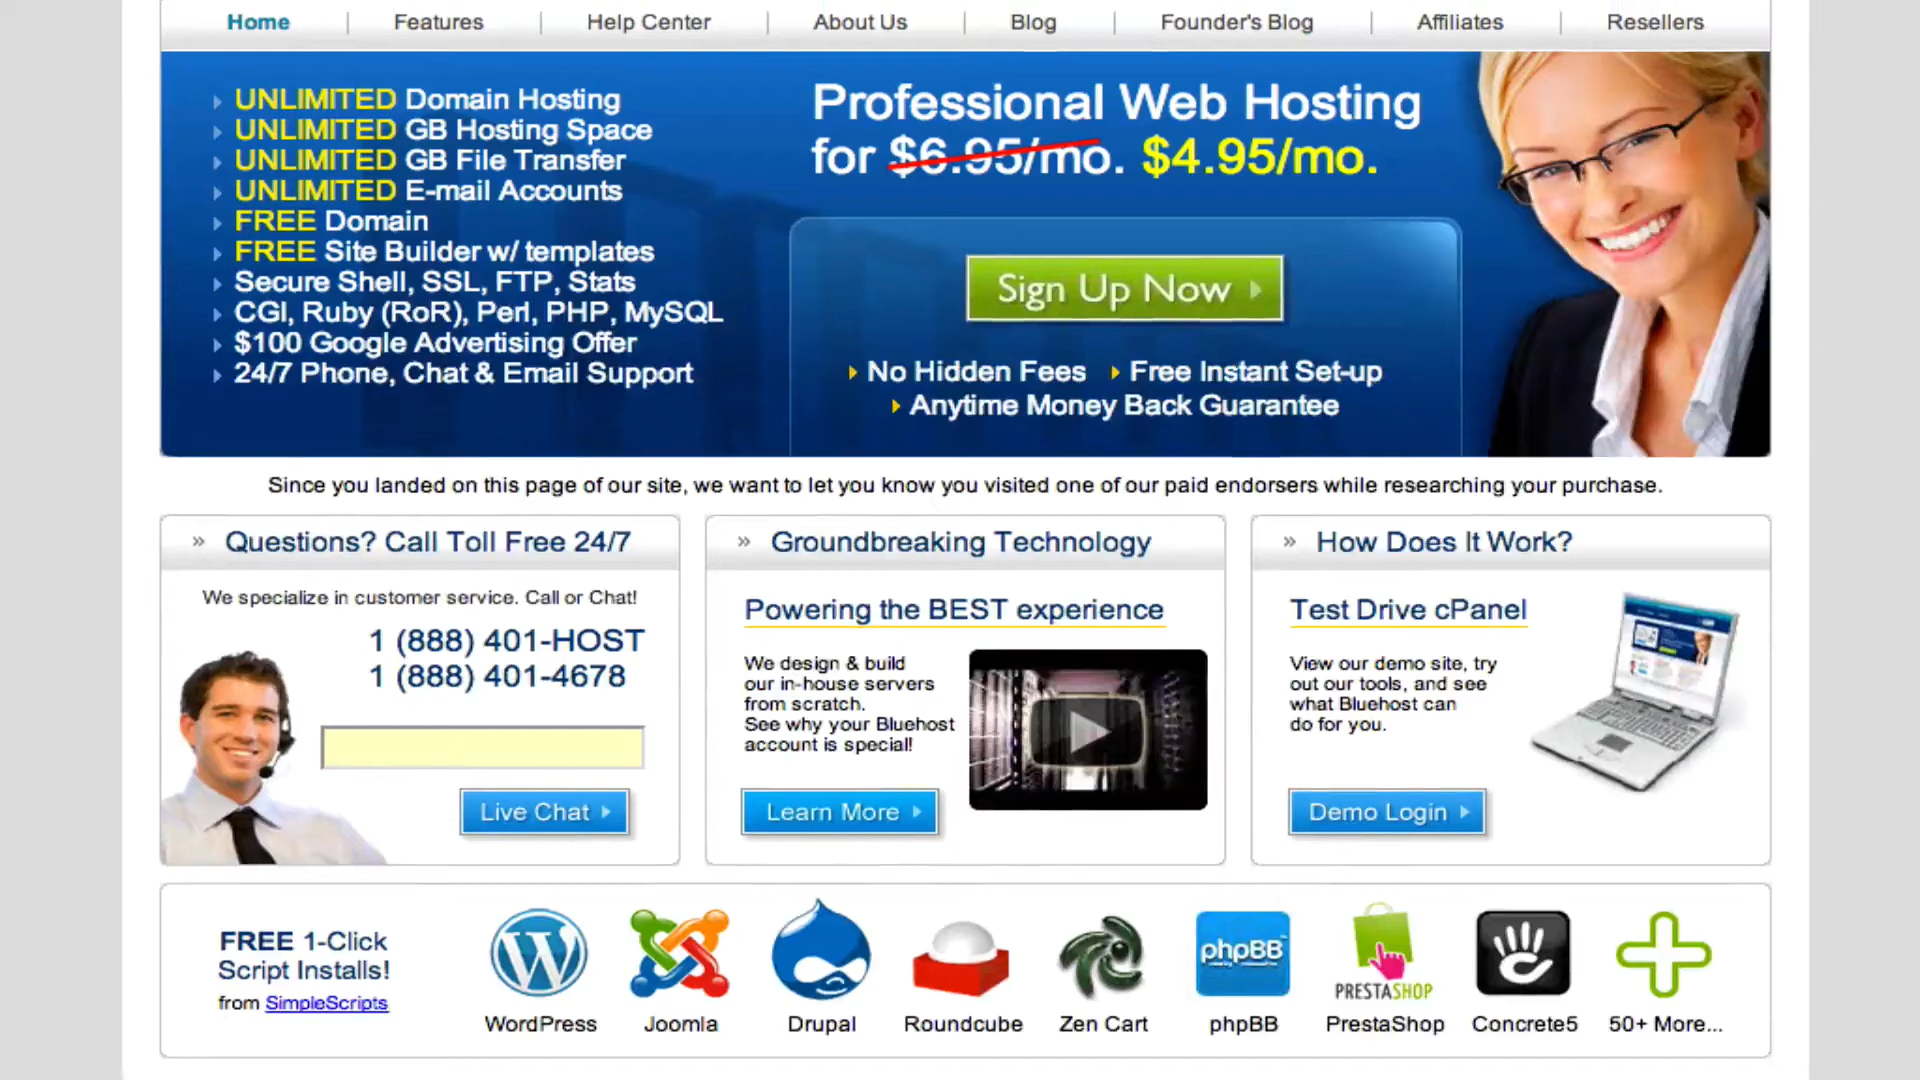 Home
Features
Help Center
About Us
Blog
Founder's Blog
Affiliates
Resellers
UNLIMITED Domain Hosting
UNLIMITED GB Hosting Space
UNLIMITED GB File Transfer
UNLIMITED E-mail Accounts
FREE Domain
FREE Site Builder w/ templates
Secure Shell, SSL, FTP, Stats
CGI, Ruby (RoR), Perl, PHP, MySQL
$100 Google Advertising Offer
24/7 Phone, Chat & Email Support
Professional Web Hosting
for $6.95/mo. $4.95/mo.
Sign Up Now
No Hidden Fees
Free Instant Set-up
Anytime Money Back Guarantee
Since you landed on this page of our site, we want to let you know you visited one of our paid endorsers while researching your purchase.
» Questions? Call Toll Free 24/7
We specialize in customer service. Call or Chat!
1 (888) 401-HOST
1 (888) 401-4678
Live Chat
» Groundbreaking Technology
Powering the BEST experience
We design & build
our in-house servers
from scratch.
See why your Bluehost
account is special!
Learn More
» How Does It Work?
Test Drive cPanel
View our demo site, try
out our tools, and see
what Bluehost can
do for you.
Demo Login
FREE 1-Click
Script Installs!
from SimpleScripts
WordPress
Joomla
Drupal
Roundcube
Zen Cart
phpBB
phpBB
PRESTASHOP
PrestaShop
Concrete5
50+ More...